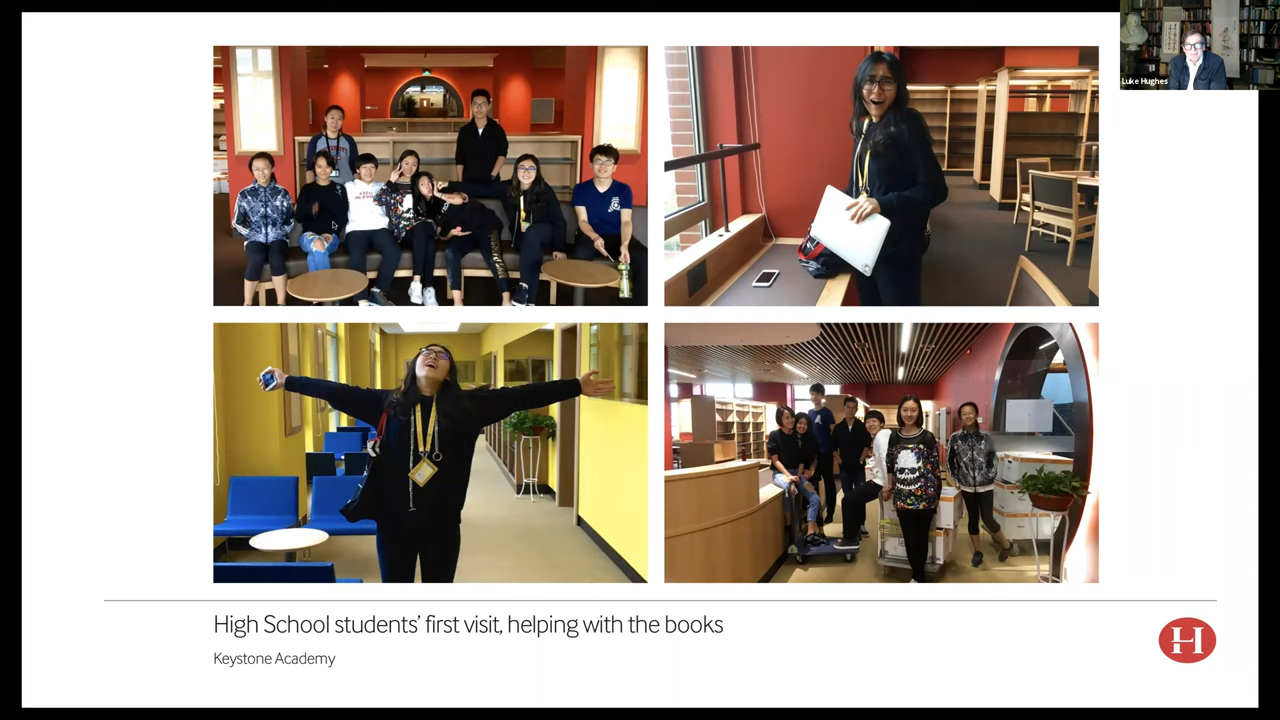 Luke Hughes
High School students' first visit, helping with the books
Keystone Academy
H